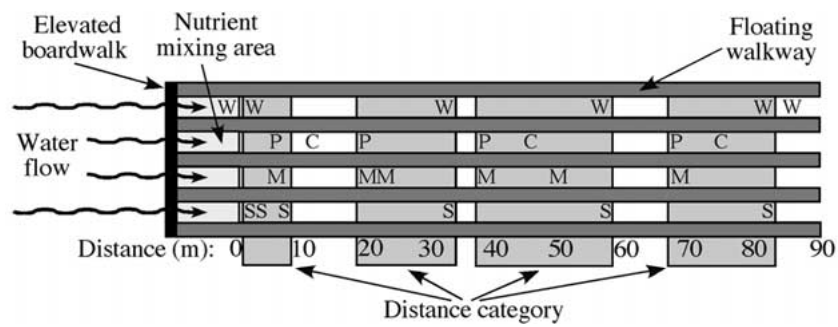 Elevated boardwalk
Nutrient mixing area
Floating walkway
W W W W W W
Water flow
P C P P C P C
M MM M M M
SS S S S S
Distance (m): 0 10 20 30 40 50 60 70 80 90
Distance category